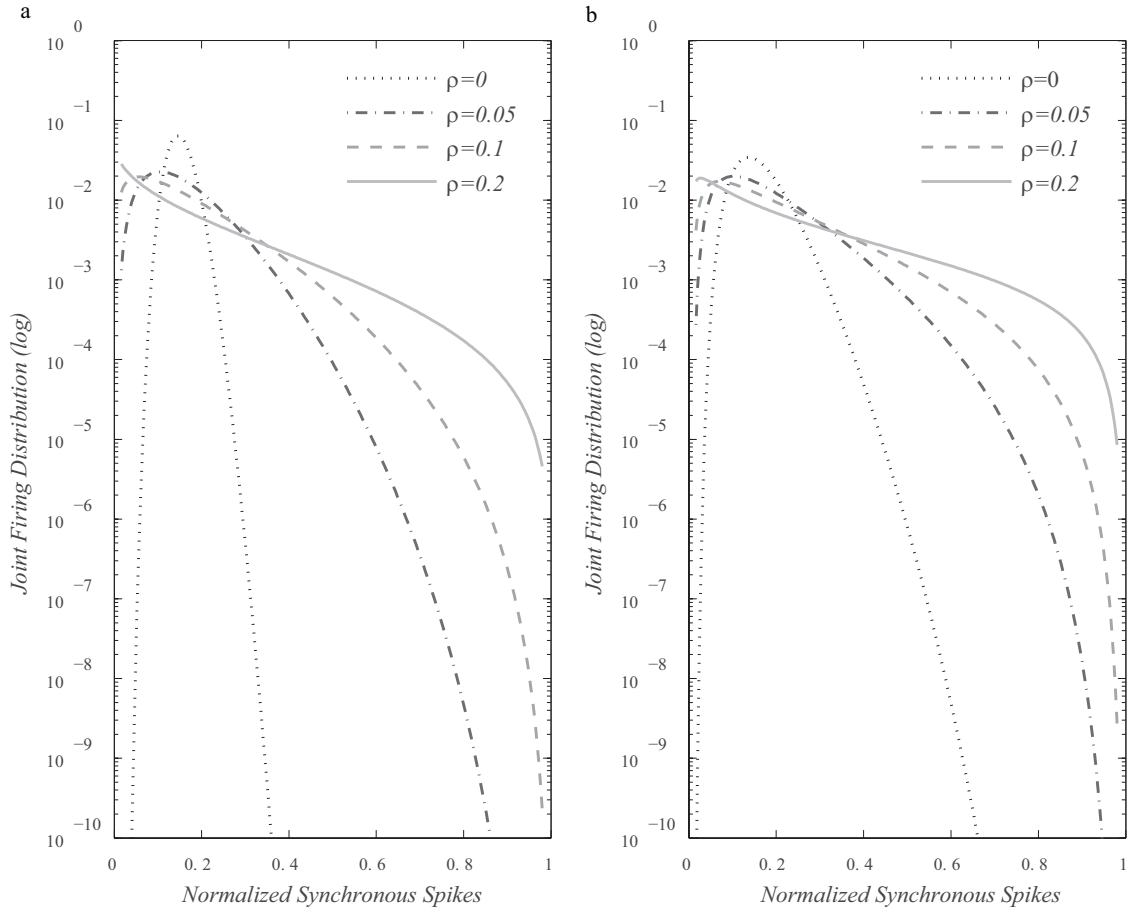 a
Joint Firing Distribution (log)
10 0
10 −1
10 −2
10 −3
10 −4
10 −5
10 −6
10 −7
10 −8
10 −9
10 −10
10
ρ=0
ρ=0.05
ρ=0.1
ρ=0.2
0 0.2 0.4 0.6 0.8 1
Normalized Synchronous Spikes
b
Joint Firing Distribution (log)
10 0
10 −1
10 −2
10 −3
10 −4
10 −5
10 −6
10 −7
10 −8
10 −9
10 −10
ρ=0
ρ=0.05
ρ=0.1
ρ=0.2
0 0.2 0.4 0.6 0.8 1
Normalized Synchronous Spikes